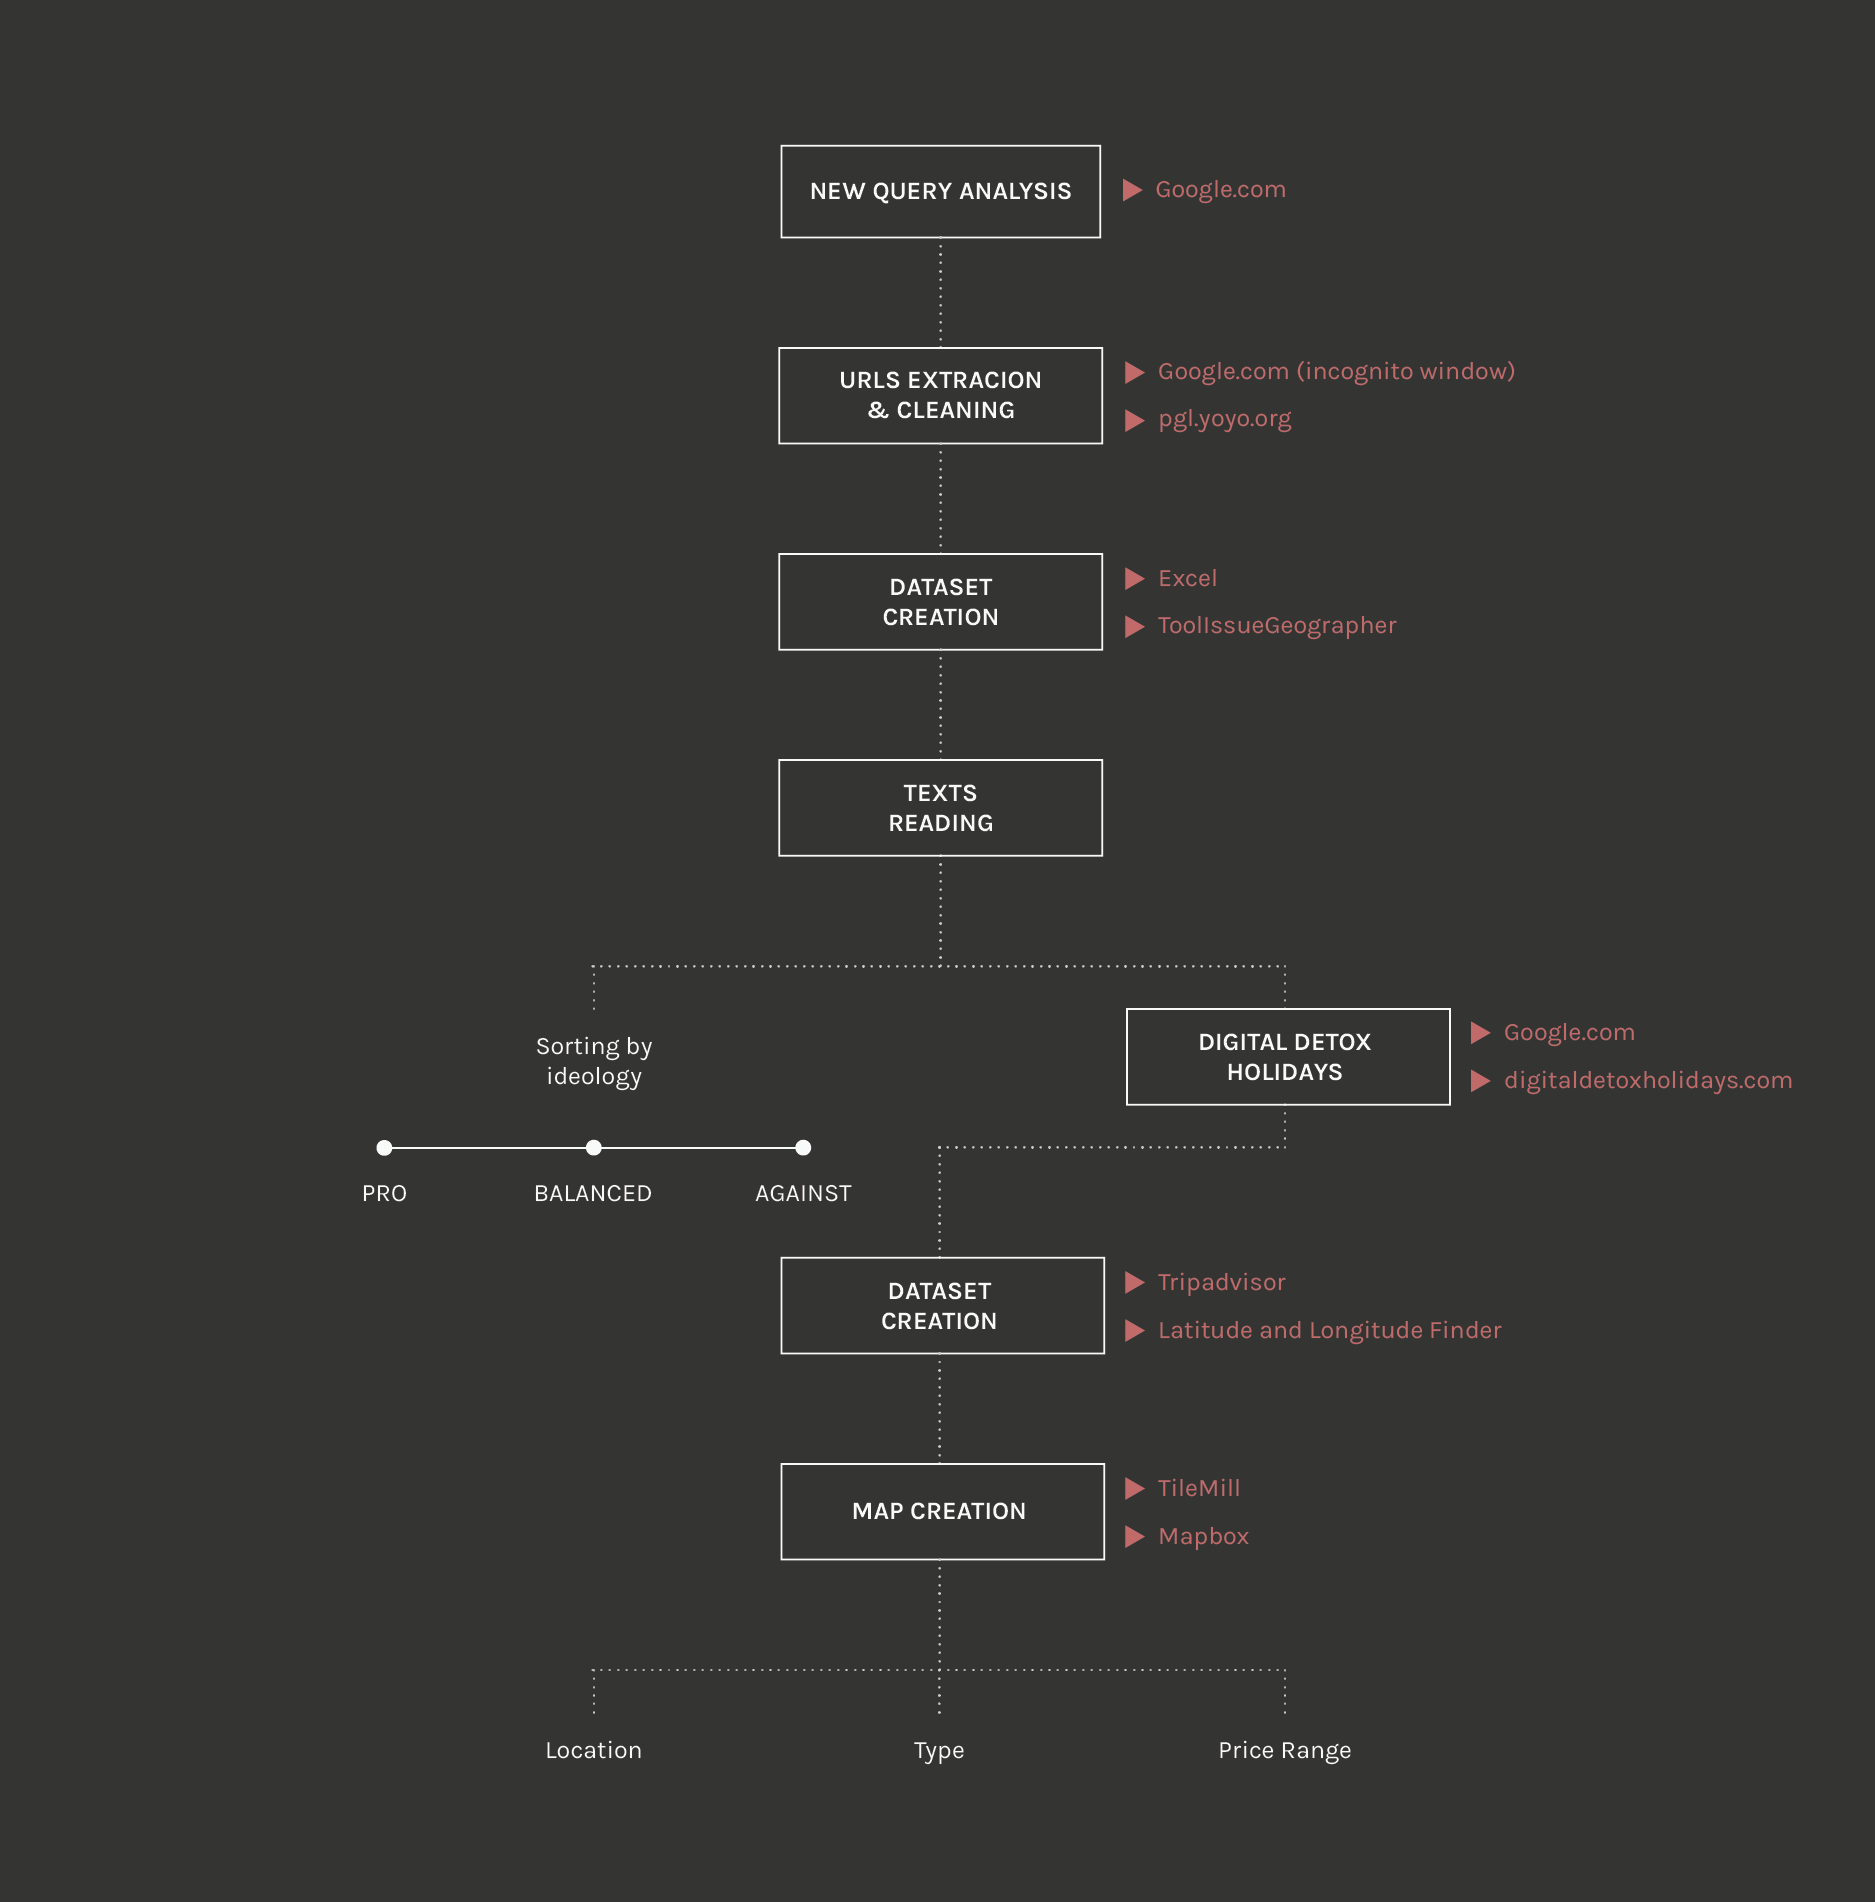 NEW QUERY ANALYSIS
Google.com
URLS EXTRACION
& CLEANING
Google.com (incognito window)
pgl.yoyo.org
DATASET
CREATION
Excel
ToolIssueGeographer
TEXTS
READING
Sorting by
ideology
PRO
BALANCED
AGAINST
DIGITAL DETOX
HOLIDAYS
Google.com
digitaldetoxholidays.com
DATASET
CREATION
Tripadvisor
Latitude and Longitude Finder
MAP CREATION
TileMill
Mapbox
Location
Type
Price Range